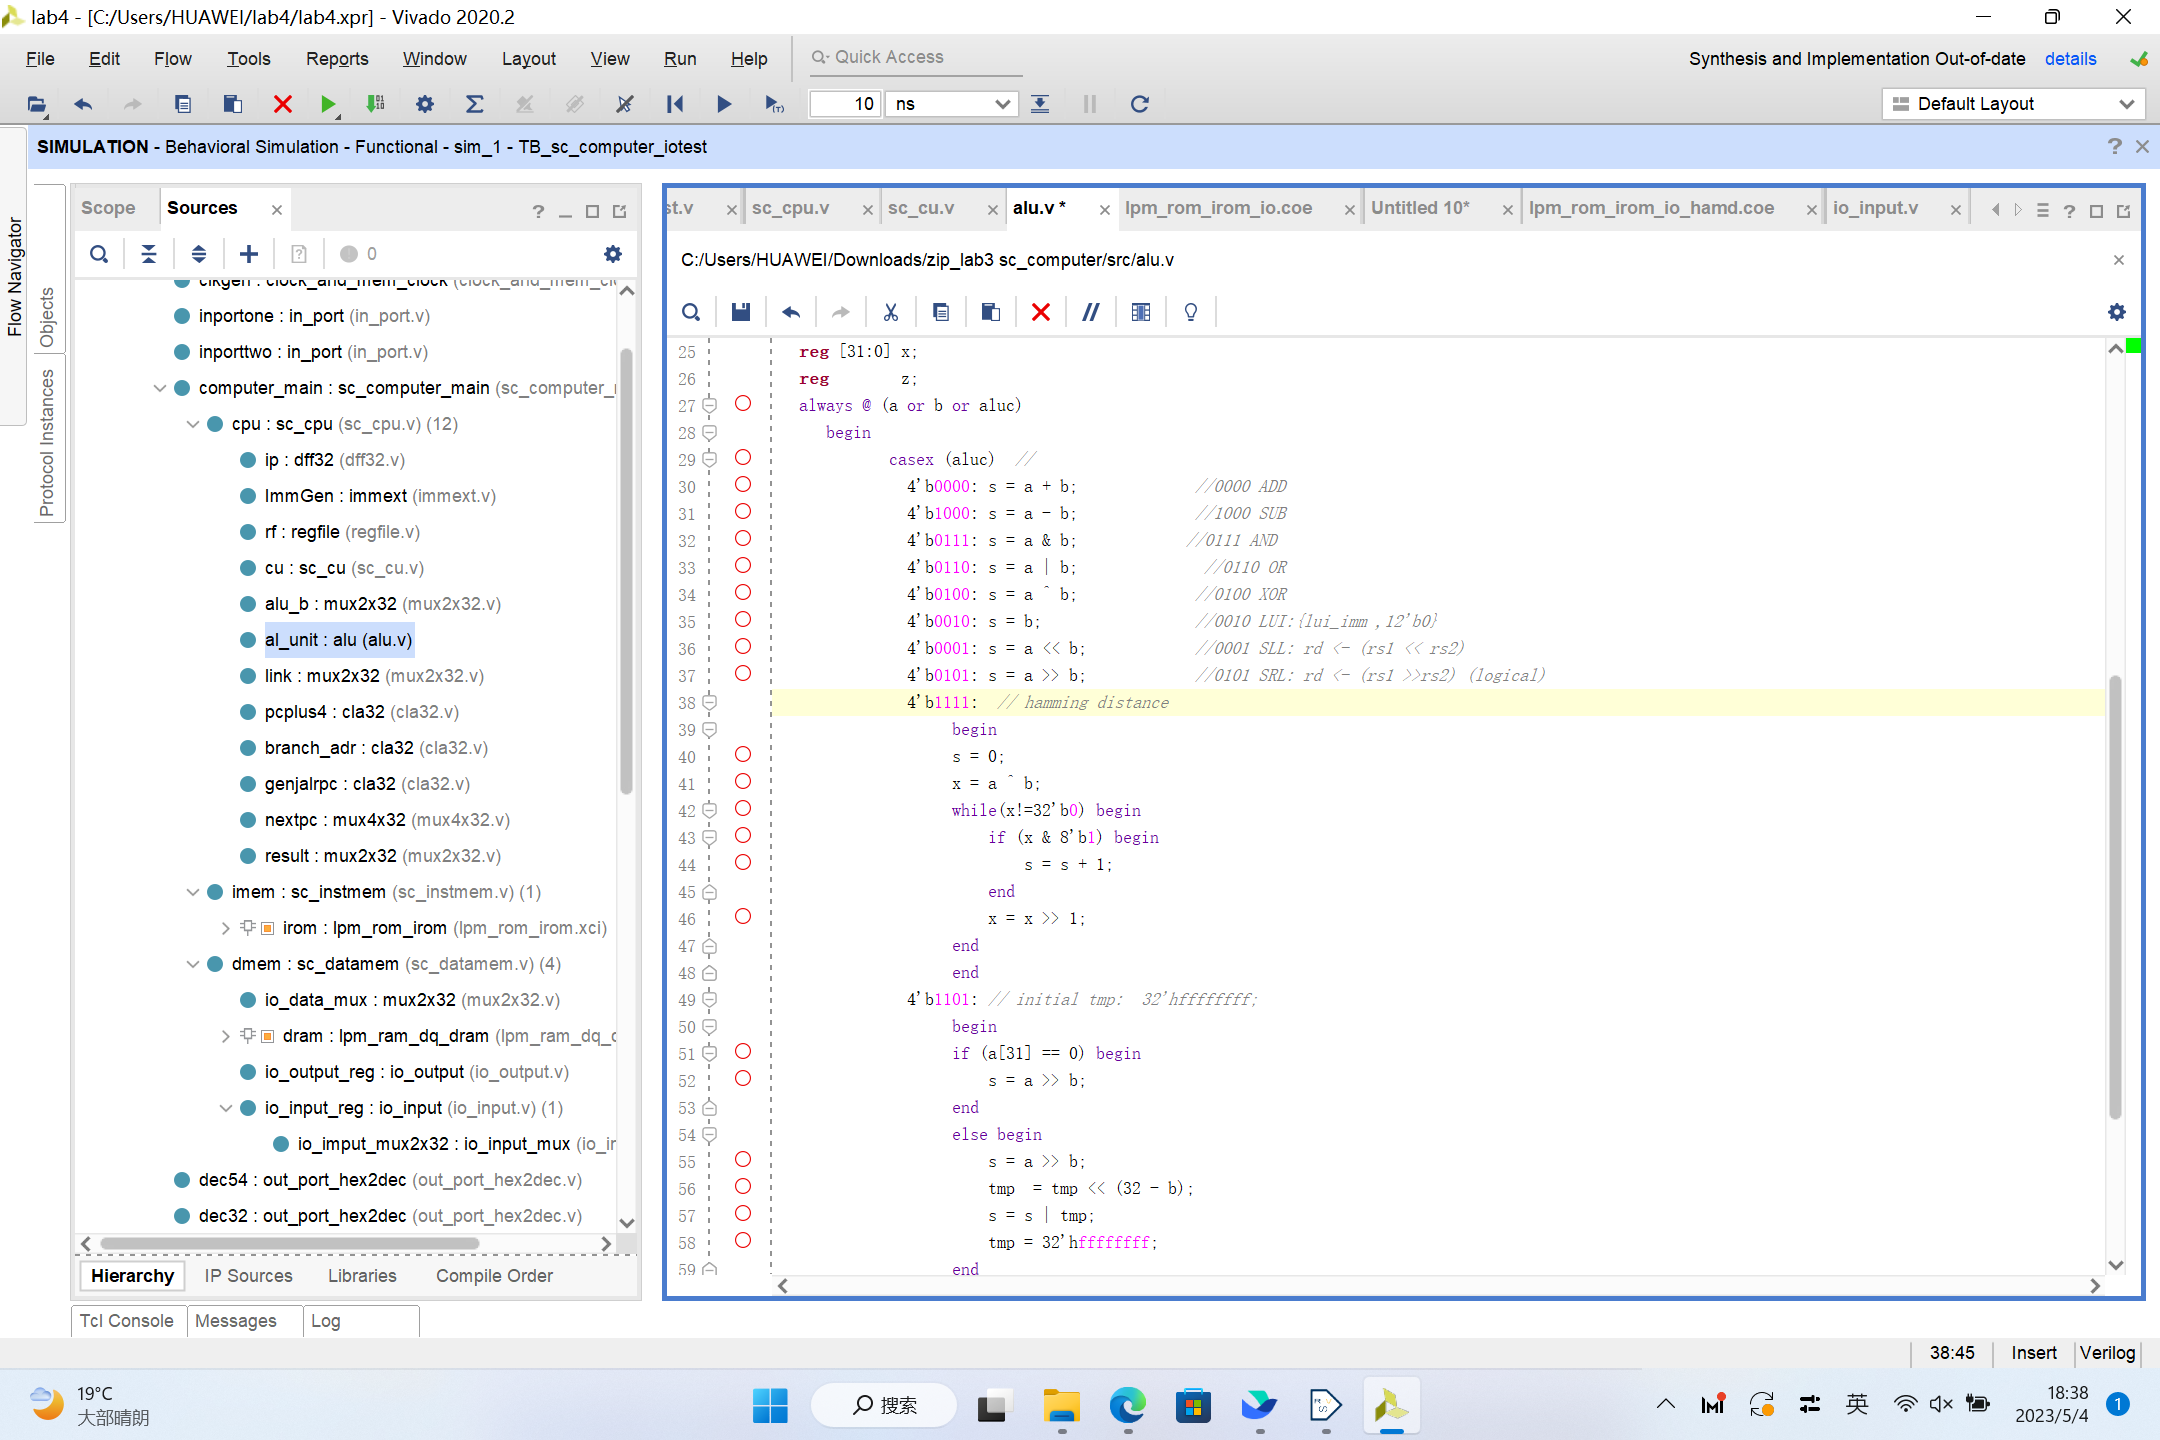 lab4 - [C:/Users/HUAWEI/lab4/lab4.xpr] - Vivado 2020.2
File Edit Flow Tools Reports Window Layout View Run Help Quick Access
Synthesis and Implementation Out-of-date details
10 ns
Default Layout
SIMULATION - Behavioral Simulation - Functional - sim_1 - TB_sc_computer_iotest
Flow Navigator
Objects
Protocol Instances
Scope Sources
0
clkgen : clock_and_mem_clock
inportone : in_port (in_port.v)
inporttwo : in_port (in_port.v)
computer_main : sc_computer_main (sc_computer_
cpu : sc_cpu (sc_cpu.v) (12)
ip : dff32 (dff32.v)
ImmGen : immext (immext.v)
rf : regfile (regfile.v)
cu : sc_cu (sc_cu.v)
alu_b : mux2x32 (mux2x32.v)
al_unit : alu (alu.v)
link : mux2x32 (mux2x32.v)
pcplus4 : cla32 (cla32.v)
branch_adr : cla32 (cla32.v)
genjalrpc : cla32 (cla32.v)
nextpc : mux4x32 (mux4x32.v)
result : mux2x32 (mux2x32.v)
imem : sc_instmem (sc_instmem.v) (1)
irom : lpm_rom_irom (lpm_rom_irom.xci)
dmem : sc_datamem (sc_datamem.v) (4)
io_data_mux : mux2x32 (mux2x32.v)
dram : lpm_ram_dq_dram (lpm_ram_dq_
io_output_reg : io_output (io_output.v)
io_input_reg : io_input (io_input.v) (1)
io_imput_mux2x32 : io_input_mux (io_
dec54 : out_port_hex2dec (out_port_hex2dec.v)
dec32 : out_port_hex2dec (out_port_hex2dec.v)
Hierarchy IP Sources Libraries Compile Order
st.v sc_cpu.v sc_cu.v alu.v * lpm_rom_irom_io.coe Untitled 10* lpm_rom_irom_io_hamd.coe io_input.v
C:/Users/HUAWEI/Downloads/zip_lab3 sc_computer/src/alu.v
25 reg [31:0] x;
26 reg z;
27 always @ (a or b or aluc)
28 begin
29 casex (aluc) //
30 4'b0000: s = a + b; //0000 ADD
31 4'b1000: s = a - b; //1000 SUB
32 4'b0111: s = a & b; //0111 AND
33 4'b0110: s = a | b; //0110 OR
34 4'b0100: s = a ^ b; //0100 XOR
35 4'b0010: s = b; //0010 LUI:{lui_imm ,12'b0}
36 4'b0001: s = a << b; //0001 SLL: rd <- (rs1 << rs2)
37 4'b0101: s = a >> b; //0101 SRL: rd <- (rs1 >>rs2) (logical)
38 4'b1111: // hamming distance
39 begin
40 s = 0;
41 x = a ^ b;
42 while(x!=32'b0) begin
43 if (x & 8'b1) begin
44 s = s + 1;
45 end
46 x = x >> 1;
47 end
48 end
49 4'b1101: // initial tmp: 32'hffffffff;
50 begin
51 if (a[31] == 0) begin
52 s = a >> b;
53 end
54 else begin
55 s = a >> b;
56 tmp = tmp << (32 - b);
57 s = s | tmp;
58 tmp = 32'hffffffff;
59 end
Tcl Console Messages Log
38:45 Insert Verilog
19°C
大部晴朗
搜索
英
18:38
2023/5/4
1